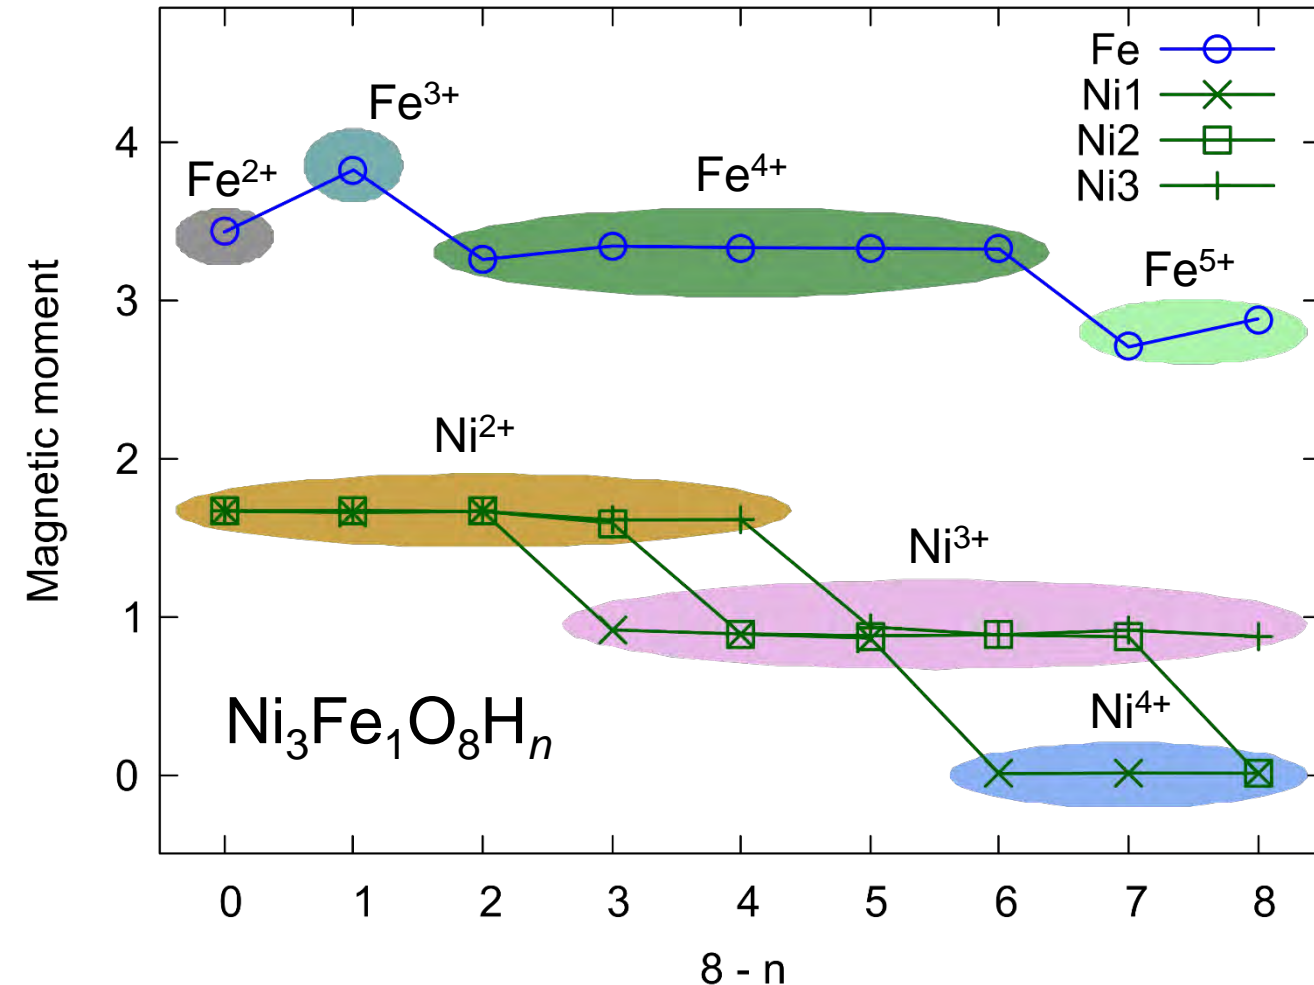 Fe
Ni1
Ni2
Ni3
Fe³⁺
Fe²⁺
Fe⁴⁺
Fe⁵⁺
Ni²⁺
Ni³⁺
Ni⁴⁺
Ni₃Fe₁O₈Hₙ
4
3
2
1
0
Magnetic moment
0 1 2 3 4 5 6 7 8
8 - n